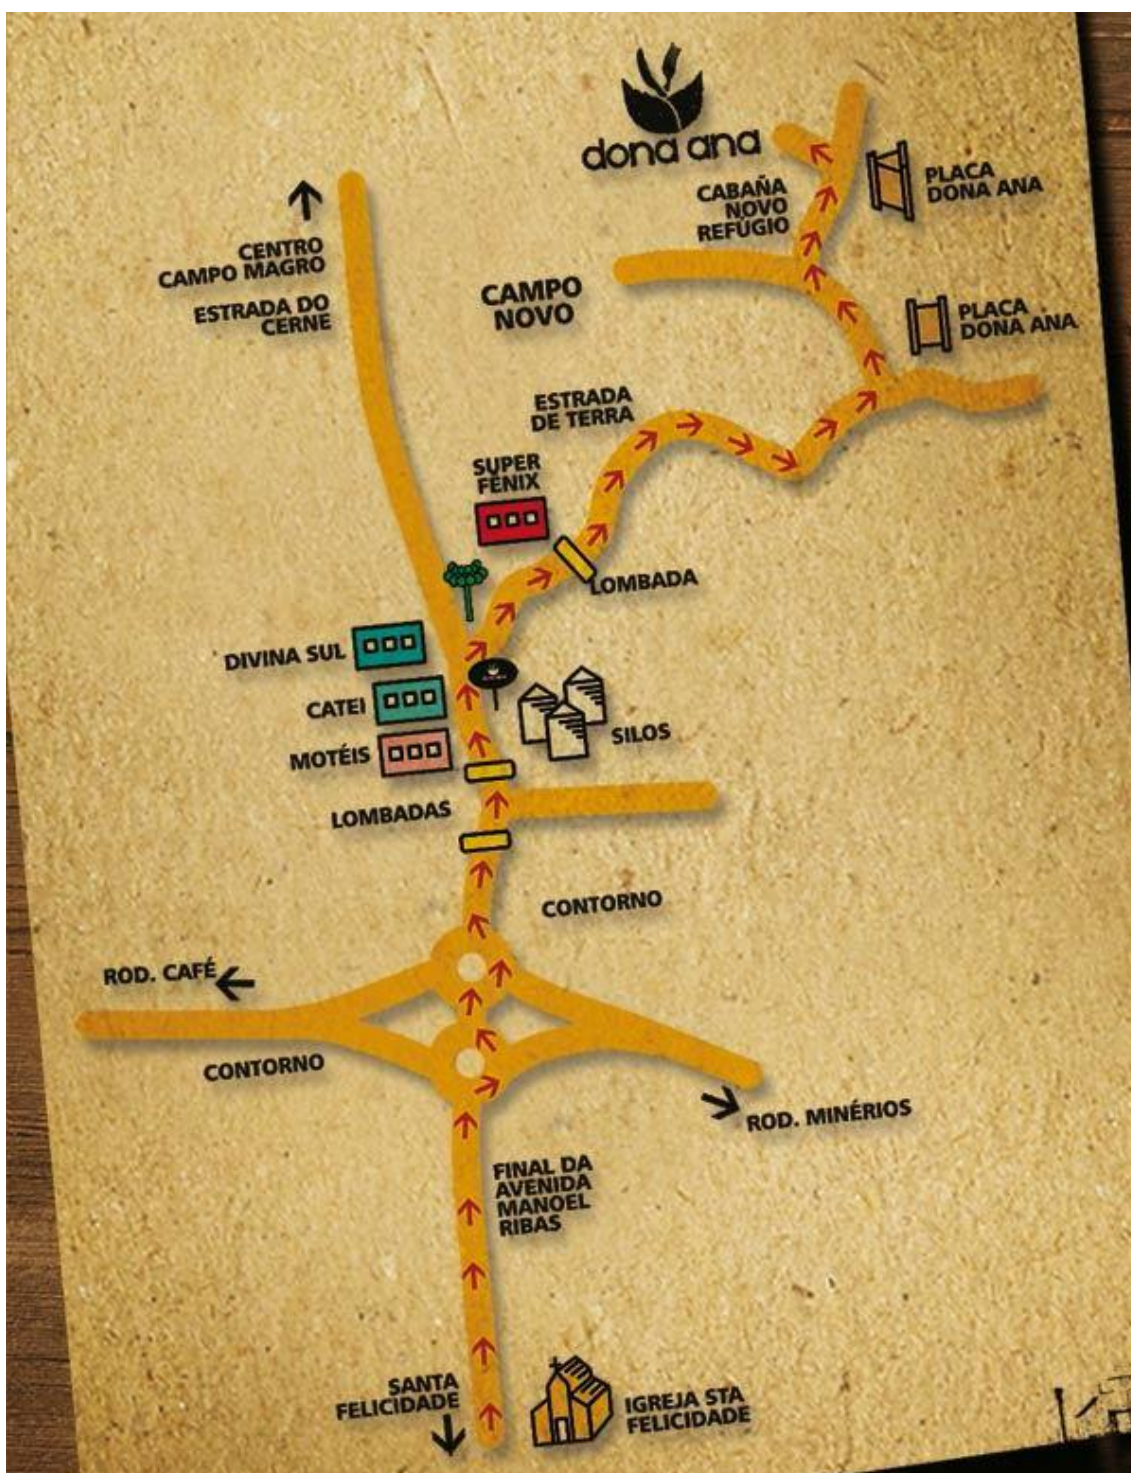 dona ana
CABAÑA
NOVO
REFÚGIO
PLACA
DONA ANA
CENTRO
CAMPO MAGRO
ESTRADA DO
CERNE
CAMPO
NOVO
PLACA
DONA ANA
ESTRADA
DE TERRA
SUPER
FÊNIX
LOMBADA
DIVINA SUL
CATEI
MOTÉIS
SILOS
LOMBADAS
CONTORNO
ROD. CAFÉ
CONTORNO
ROD. MINÉRIOS
FINAL DA
AVENIDA
MANOEL
RIBAS
SANTA
FELICIDADE
IGREJA STA
FELICIDADE